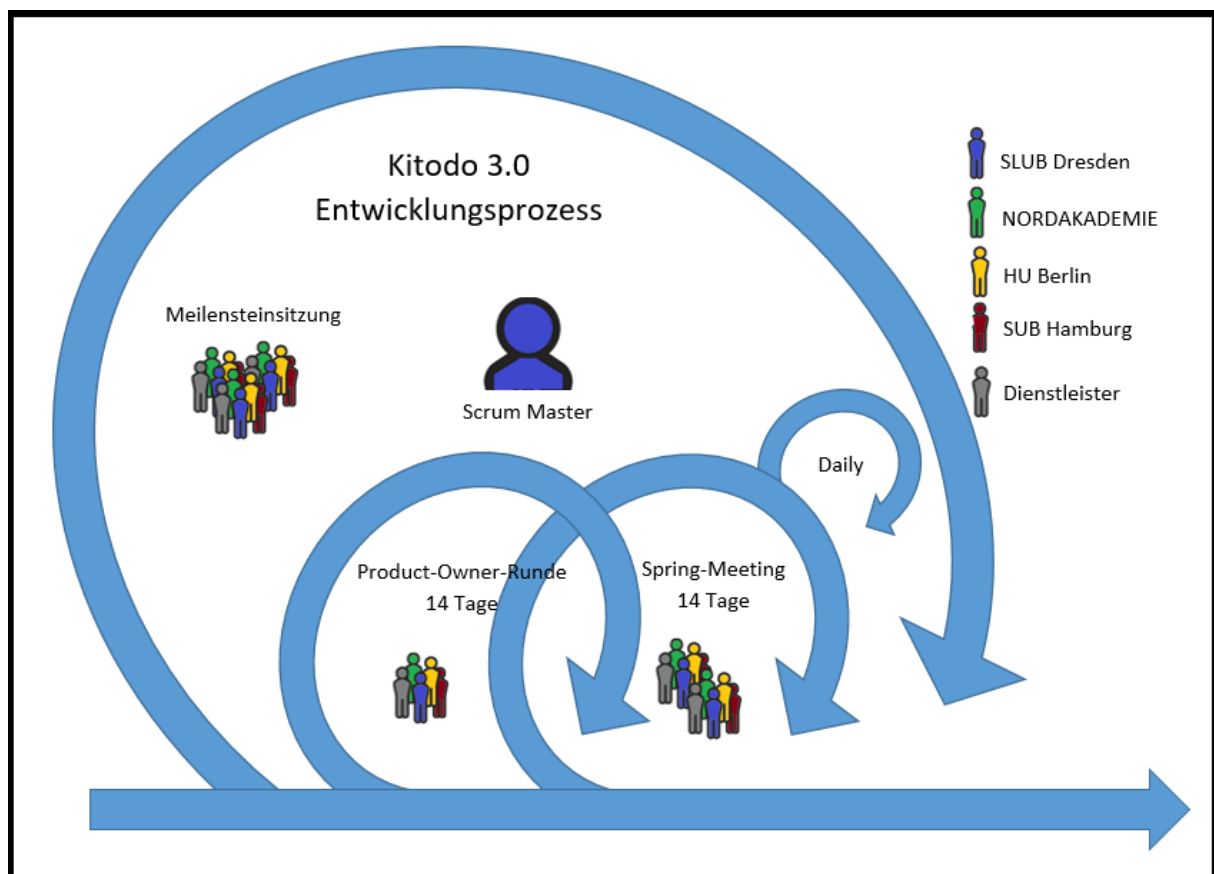 Kitodo 3.0
Entwicklungsprozess
SLUB Dresden
NORDAKADEMIE
HU Berlin
SUB Hamburg
Dienstleister
Meilensteinsitzung
Scrum Master
Daily
Product-Owner-Runde
14 Tage
Spring-Meeting
14 Tage